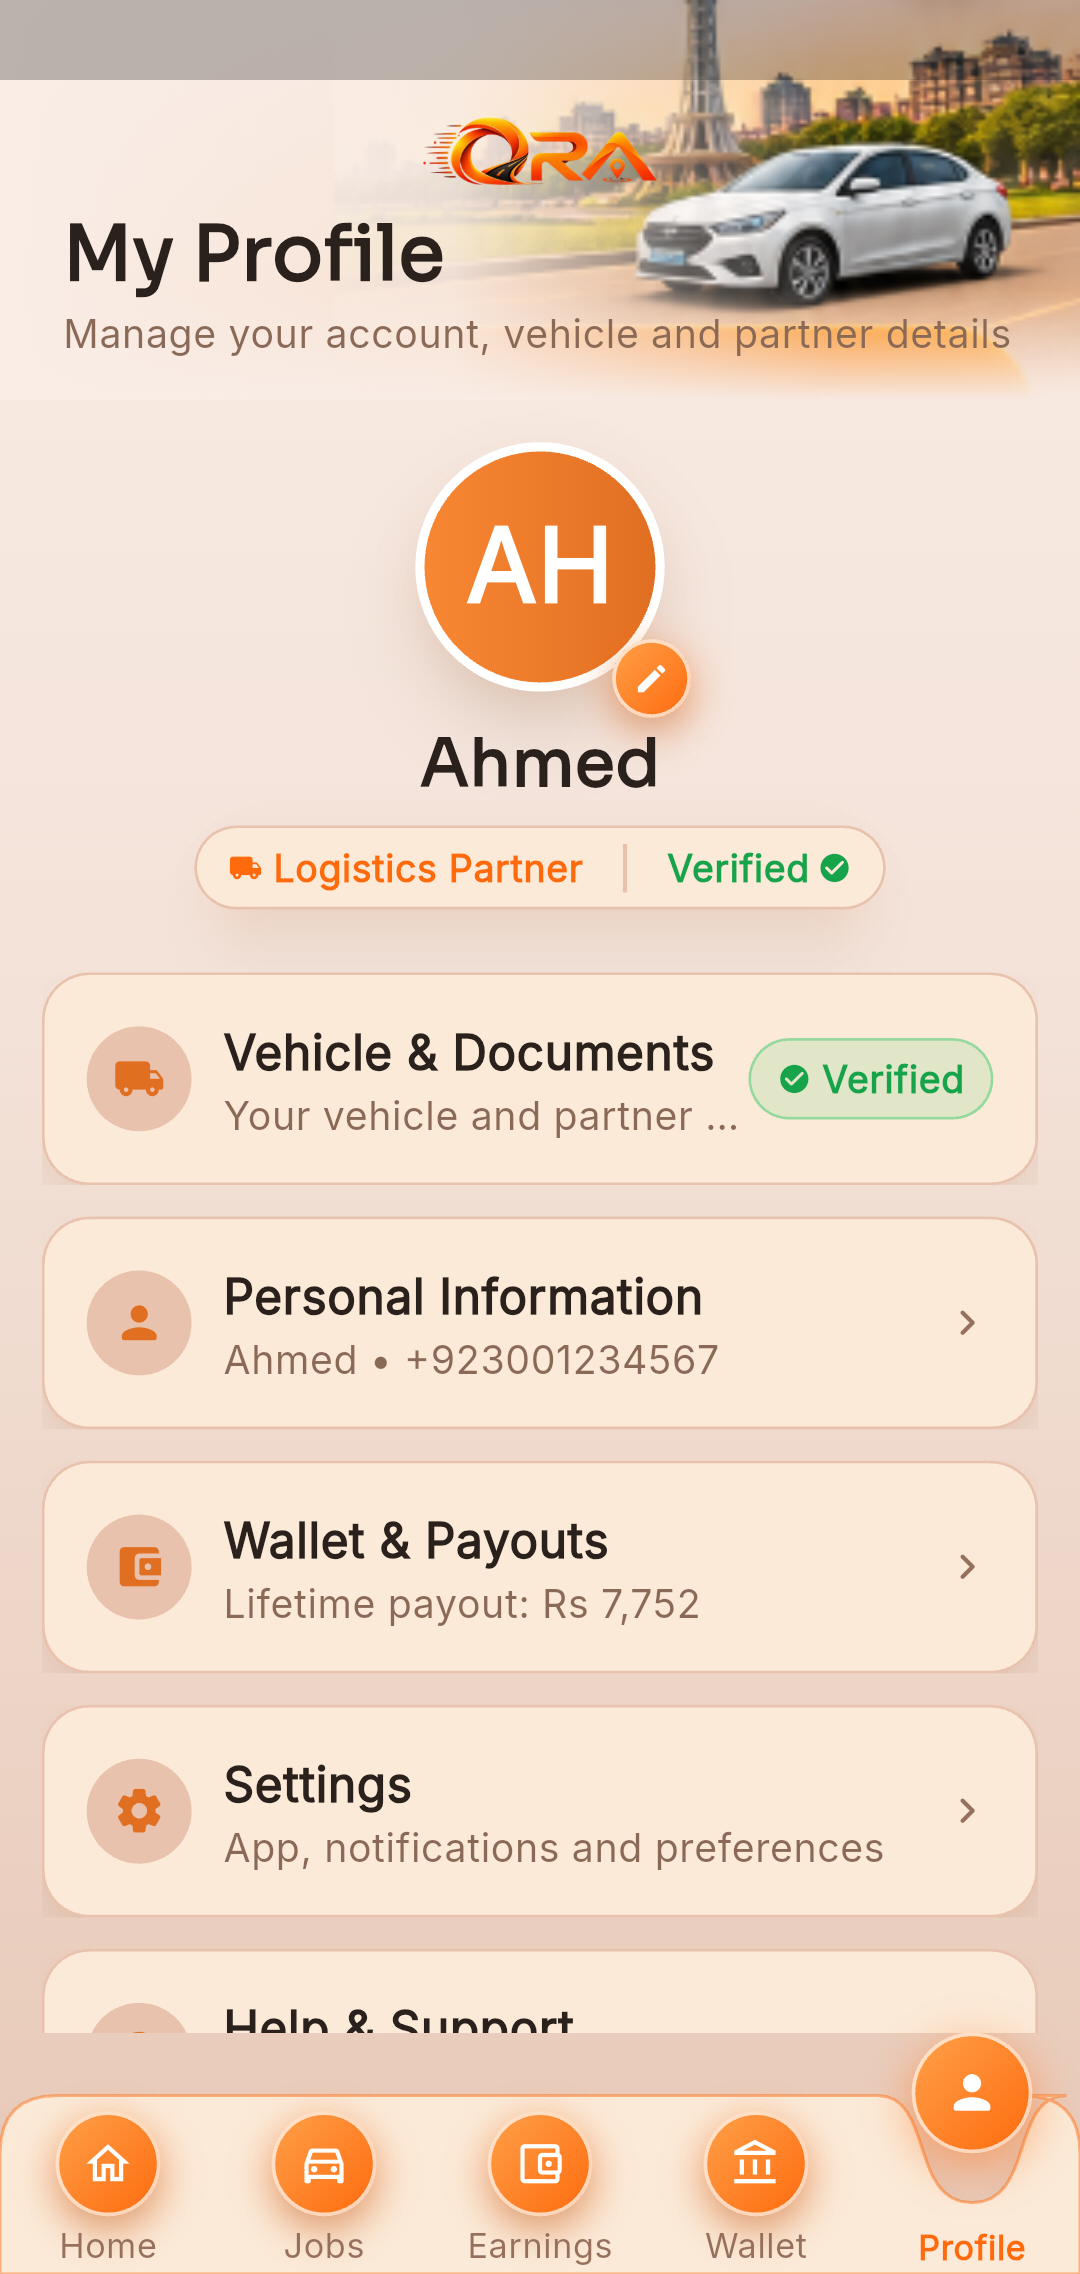 QRA
My Profile
Manage your account, vehicle and partner details
AH
Ahmed
Logistics Partner | Verified
Vehicle & Documents
Your vehicle and partner ...
Verified
Personal Information
Ahmed • +923001234567
Wallet & Payouts
Lifetime payout: Rs 7,752
Settings
App, notifications and preferences
Help & Support
Home Jobs Earnings Wallet Profile